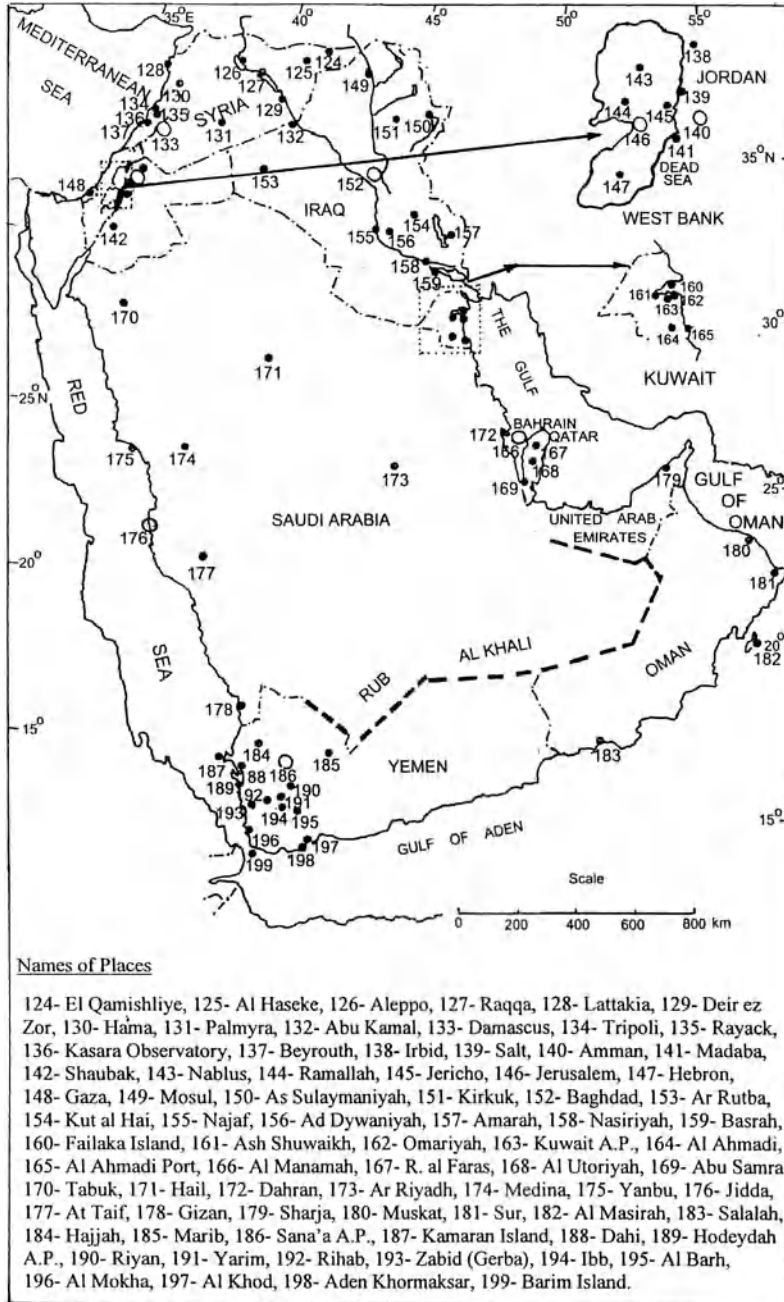 35°E
40°
45°
50°
55°
MEDITERRANEAN
SEA
128
126
125
124
127
149
130
129
134
135
136
137
133
SYRIA
131
132
151
150
148
153
152
142
IRAQ
154
155
156
157
158
159
138
143
JORDAN
139
144
145
146
140
141
147
DEAD
SEA
35°N
WEST BANK
160
161
162
163
164
165
KUWAIT
30°
170
171
THE
GULF
RED
25°N
175
174
172
BAHRAIN
166
QATAR
167
168
169
173
179
GULF
OF
OMAN
25°
SAUDI ARABIA
UNITED ARAB
EMIRATES
180
176
177
181
20°
SEA
RUB
AL KHALI
OMAN
20°
182
178
15°
184
185
183
187
88
186
YEMEN
189
190
92
191
193
194
195
15°
196
197
198
199
GULF OF ADEN
Scale
0 200 400 600 800 km
Names of Places
124- El Qamishliye, 125- Al Haseke, 126- Aleppo, 127- Raqqa, 128- Lattakia, 129- Deir ez
Zor, 130- Hama, 131- Palmyra, 132- Abu Kamal, 133- Damascus, 134- Tripoli, 135- Rayack,
136- Kasara Observatory, 137- Beyrouth, 138- Irbid, 139- Salt, 140- Amman, 141- Madaba,
142- Shaubak, 143- Nablus, 144- Ramallah, 145- Jericho, 146- Jerusalem, 147- Hebron,
148- Gaza, 149- Mosul, 150- As Sulaymaniyah, 151- Kirkuk, 152- Baghdad, 153- Ar Rutba,
154- Kut al Hai, 155- Najaf, 156- Ad Dywaniyah, 157- Amarah, 158- Nasiriyah, 159- Basrah,
160- Failaka Island, 161- Ash Shuwaikh, 162- Omariyah, 163- Kuwait A.P., 164- Al Ahmadi,
165- Al Ahmadi Port, 166- Al Manamah, 167- R. al Faras, 168- Al Utoriyah, 169- Abu Samra
170- Tabuk, 171- Hail, 172- Dahran, 173- Ar Riyadh, 174- Medina, 175- Yanbu, 176- Jidda,
177- At Taif, 178- Gizan, 179- Sharja, 180- Muskat, 181- Sur, 182- Al Masirah, 183- Salalah,
184- Hajjah, 185- Marib, 186- Sana'a A.P., 187- Kamaran Island, 188- Dahi, 189- Hodeydah
A.P., 190- Riyan, 191- Yarim, 192- Rihab, 193- Zabid (Gerba), 194- Ibb, 195- Al Barh,
196- Al Mokha, 197- Al Khod, 198- Aden Khormaksar, 199- Barim Island.